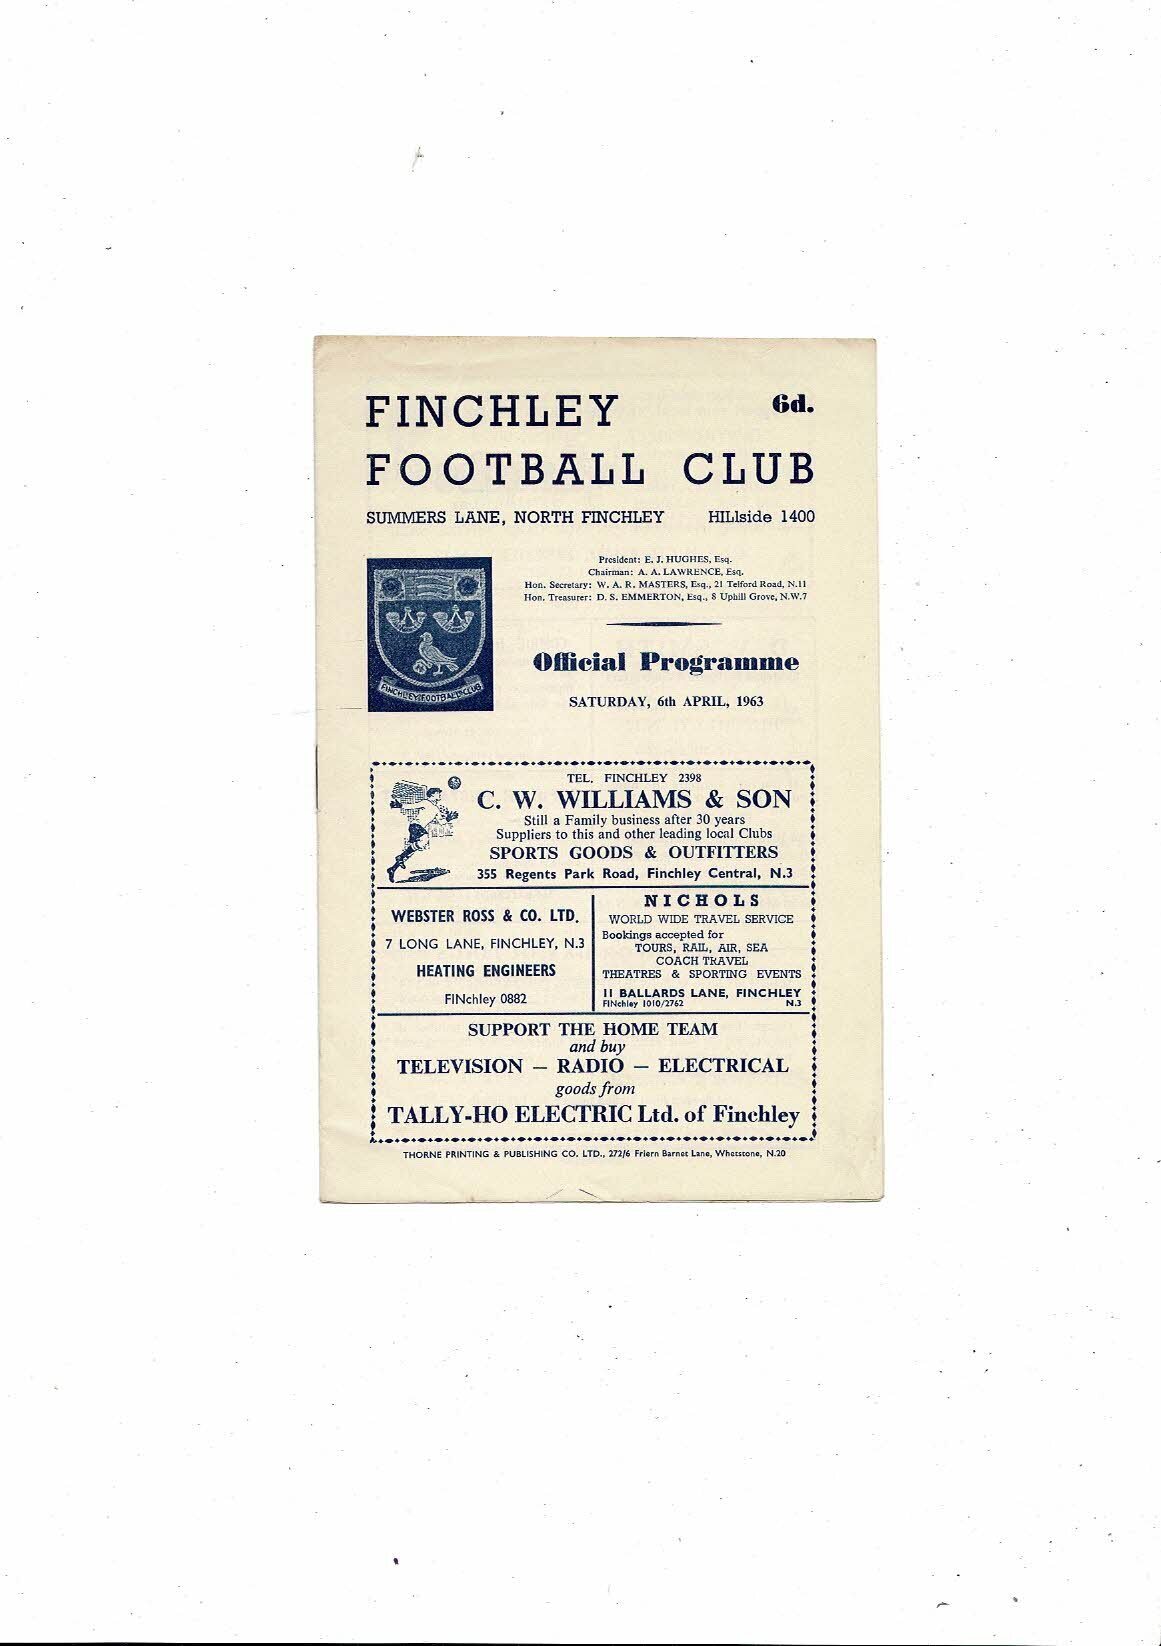 FINCHLEY 6d.
FOOTBALL CLUB
SUMMERS LANE, NORTH FINCHLEY HILlside 1400
President: E. J. HUGHES, Esq.
Chairman: A. A. LAWRENCE, Esq.
Hon. Secretary: W. A. R. MASTERS, Esq., 21 Telford Road, N.11
Hon. Treasurer: D. S. EMMERTON, Esq., 8 Uphill Grove, N.W.7
FINCHLEY FOOTBALL CLUB
Official Programme
SATURDAY, 6th APRIL, 1963
TEL. FINCHLEY 2398
C. W. WILLIAMS & SON
Still a Family business after 30 years
Suppliers to this and other leading local Clubs
SPORTS GOODS & OUTFITTERS
355 Regents Park Road, Finchley Central, N.3
WEBSTER ROSS & CO. LTD.
7 LONG LANE, FINCHLEY, N.3
HEATING ENGINEERS
FINchley 0882
NICHOLS
WORLD WIDE TRAVEL SERVICE
Bookings accepted for
TOURS, RAIL, AIR, SEA
COACH TRAVEL
THEATRES & SPORTING EVENTS
11 BALLARDS LANE, FINCHLEY
FINchley 1010/2762 N.3
SUPPORT THE HOME TEAM
and buy
TELEVISION — RADIO — ELECTRICAL
goods from
TALLY-HO ELECTRIC Ltd. of Finchley
THORNE PRINTING & PUBLISHING CO. LTD., 272/6 Friern Barnet Lane, Whetstone, N.20